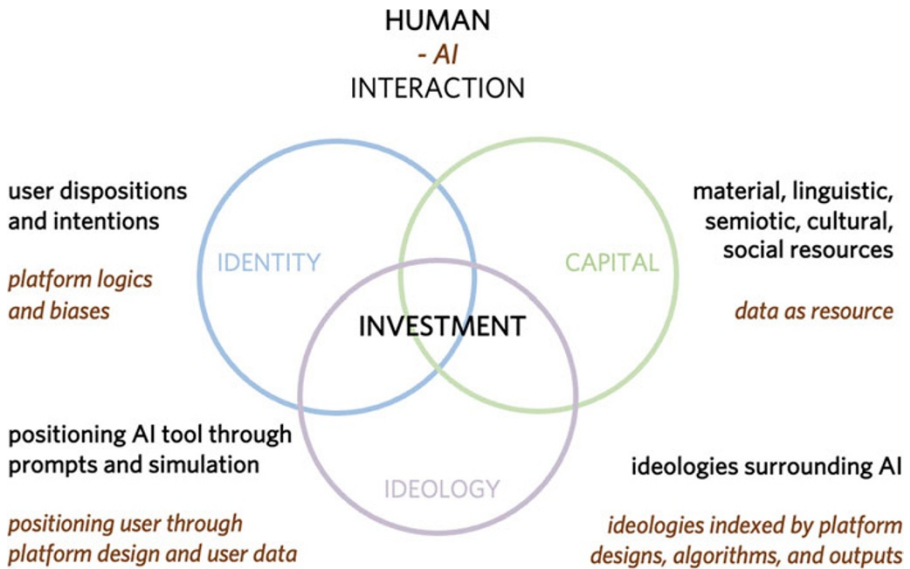 HUMAN
- AI
INTERACTION
user dispositions
and intentions
platform logics
and biases
material, linguistic,
semiotic, cultural,
social resources
data as resource
IDENTITY
CAPITAL
INVESTMENT
IDEOLOGY
positioning AI tool through
prompts and simulation
positioning user through
platform design and user data
ideologies surrounding AI
ideologies indexed by platform
designs, algorithms, and outputs